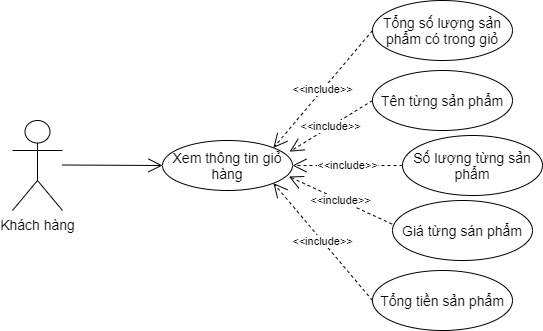 Tổng số lượng sản
phẩm có trong giỏ
<<include>>
Tên từng sản phẩm
<<include>>
Xem thông tin giỏ
hàng
<<include>>
Số lượng từng sản
phẩm
Khách hàng
<<include>>
Giá từng sán phẩm
<<include>>
Tổng tiền sản phẩm